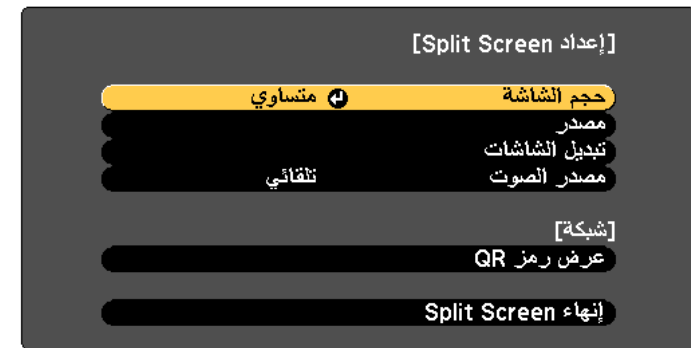 [إعداد Split Screen]
حجم الشاشة متساوي
مصدر
تبديل الشاشات
مصدر الصوت تلقائي
[شبكة]
عرض رمز QR
إنهاء Split Screen